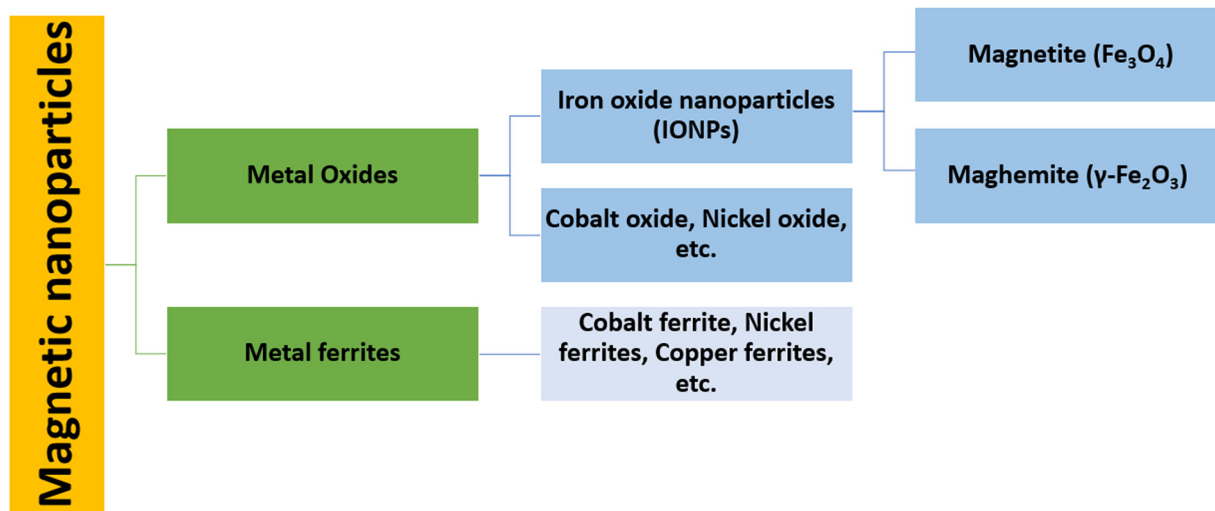 Magnetic nanoparticles
Metal Oxides
Iron oxide nanoparticles
(IONPs)
Magnetite (Fe₃O₄)
Maghemite (γ-Fe₂O₃)
Cobalt oxide, Nickel oxide,
etc.
Metal ferrites
Cobalt ferrite, Nickel
ferrites, Copper ferrites,
etc.